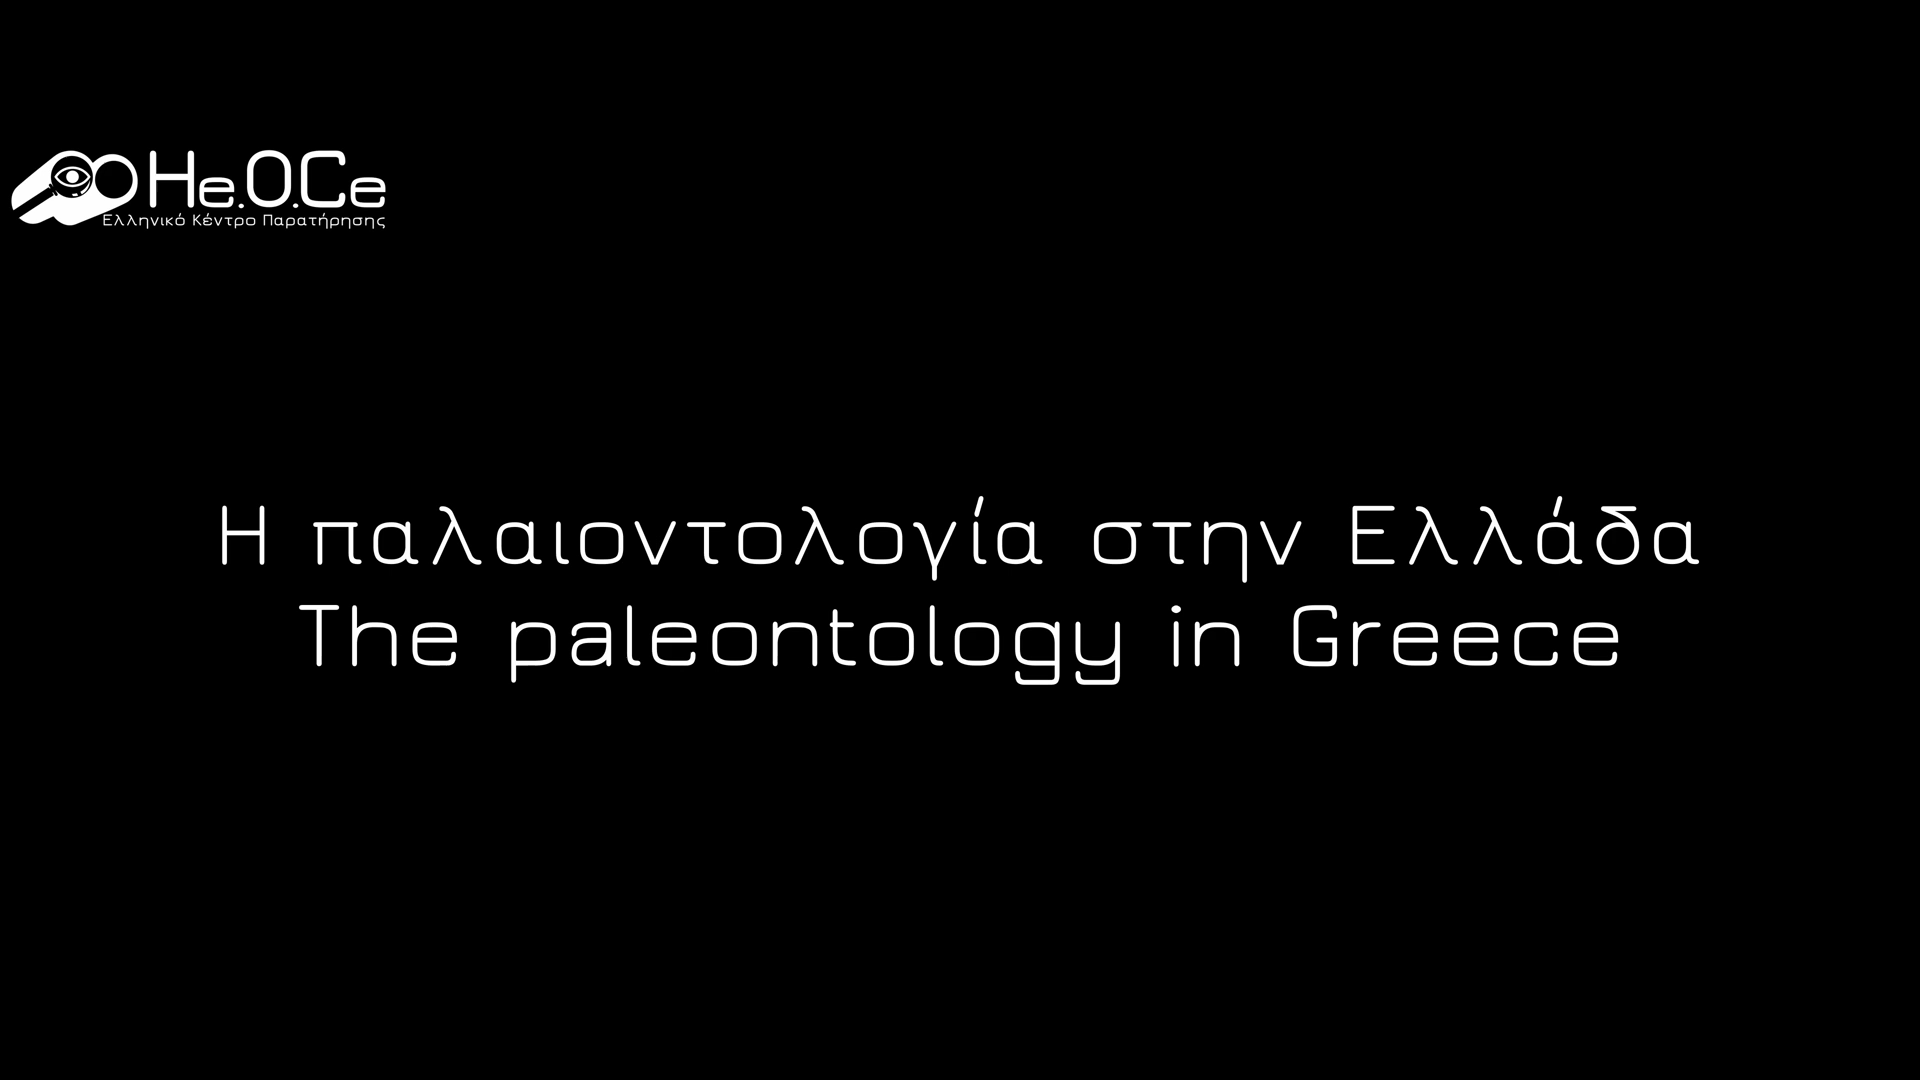 He.O.Ce
Ελληνικό Κέντρο Παρατήρησης
Η παλαιοντολογία στην Ελλάδα
The paleontology in Greece